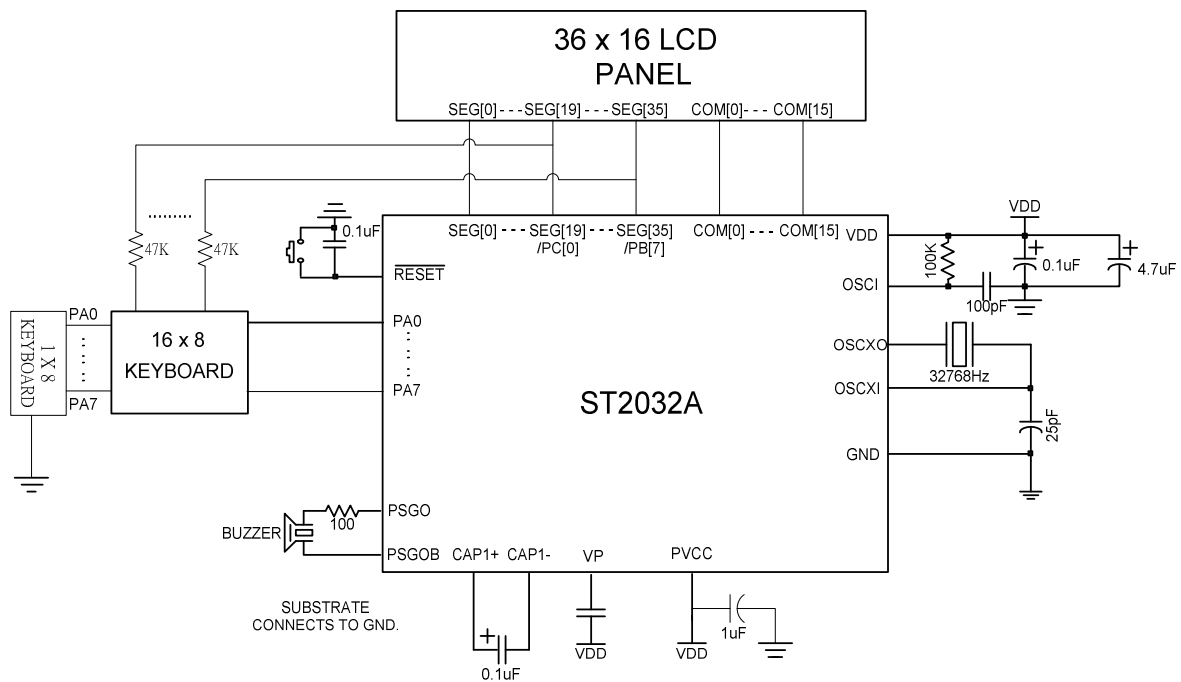 36 x 16 LCD
PANEL
SEG[0] - - - SEG[19] - - - SEG[35] COM[0] - - - COM[15]
47K
........
47K
0.1uF
SEG[0] - - - SEG[19] - - - SEG[35] COM[0] - - - COM[15]
/PC[0] /PB[7]
RESET
VDD
VDD
100K
0.1uF
4.7uF
OSCI
100pF
PA0
1 X 8
KEYBOARD
PA7
16 x 8
KEYBOARD
PA0
PA7
ST2032A
OSCXO
32768Hz
OSCXI
25pF
GND
BUZZER
100
PSGO
PSGOB
CAP1+ CAP1- VP PVCC
SUBSTRATE
CONNECTS TO GND.
+
0.1uF
VDD
VDD
1uF